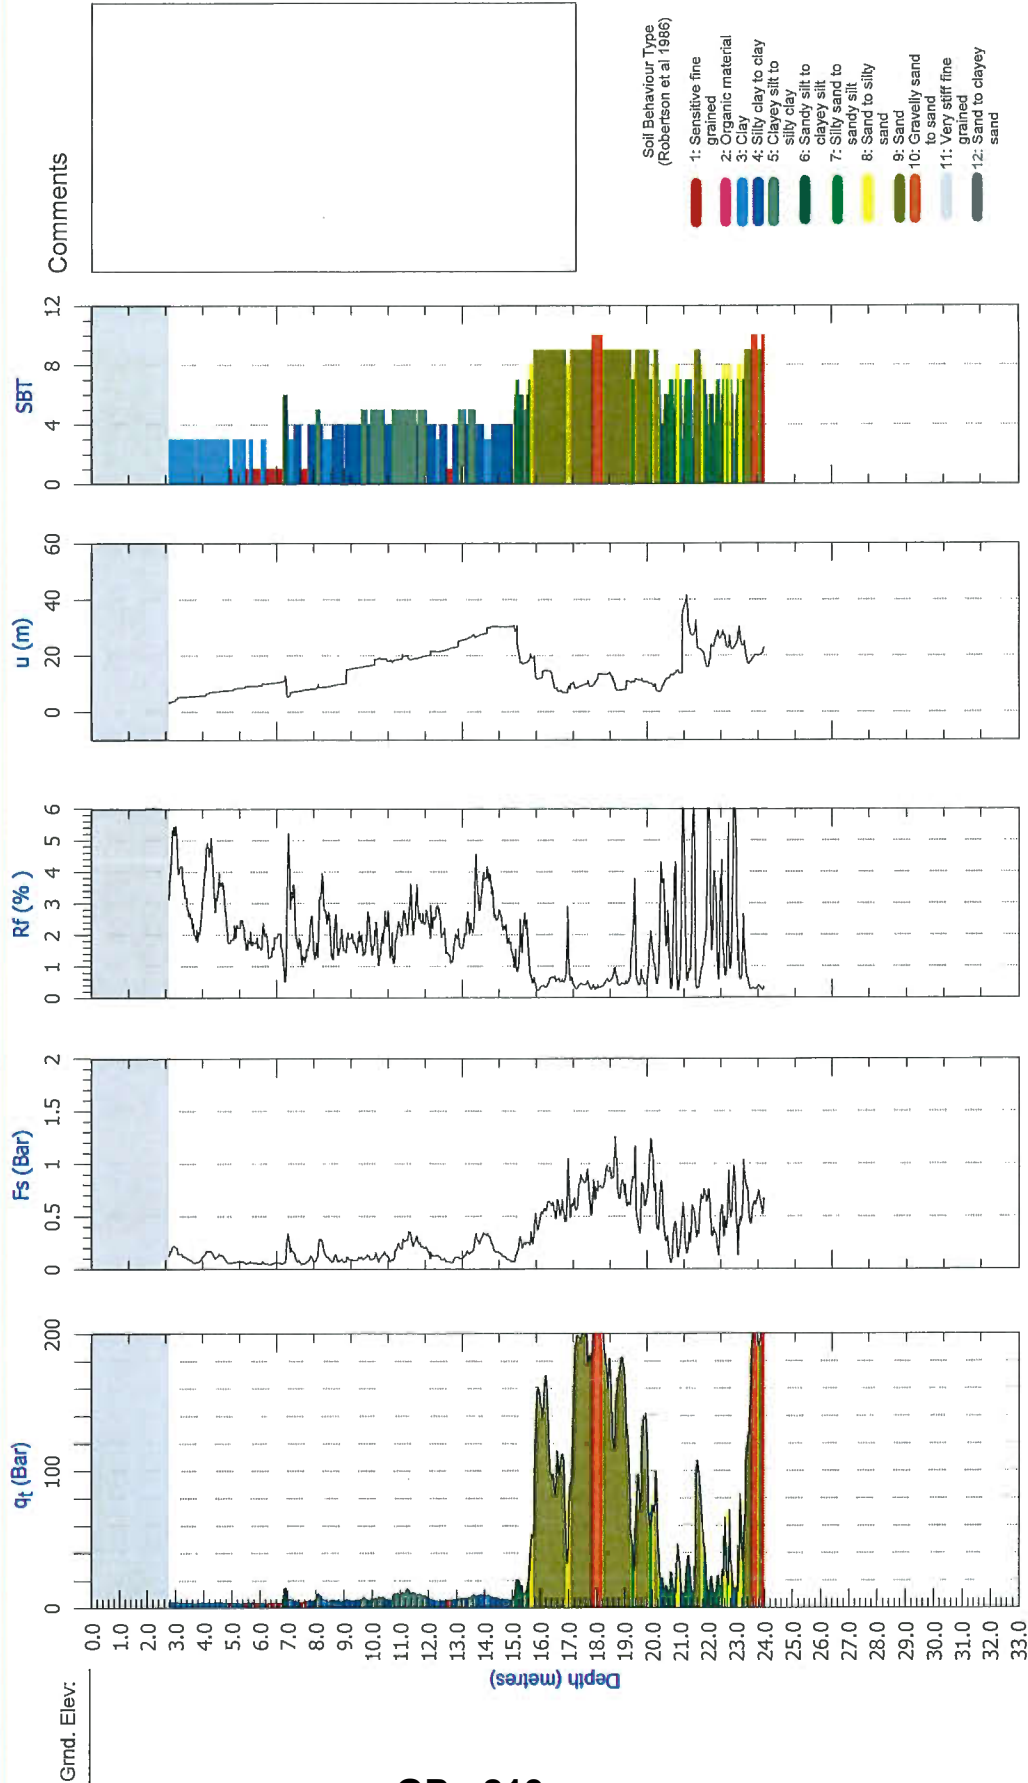 Grnd. Elev:
Depth (metres)
0.0
1.0
2.0
3.0
4.0
5.0
6.0
7.0
8.0
9.0
10.0
11.0
12.0
13.0
14.0
15.0
16.0
17.0
18.0
19.0
20.0
21.0
22.0
23.0
24.0
25.0
26.0
27.0
28.0
29.0
30.0
31.0
32.0
33.0
qt (Bar)
0 100 200
Fs (Bar)
0 0.5 1 1.5 2
Rf (% )
0 1 2 3 4 5 6
u (m)
0 20 40 60
SBT
0 4 8 12
Comments
Soil Behaviour Type
(Robertson et al 1986)
1: Sensitive fine
grained
2: Organic material
3: Clay
4: Silty clay to clay
5: Clayey silt to
silty clay
6: Sandy silt to
clayey silt
7: Silty sand to
sandy silt
8: Sand to silty
sand
9: Sand
10: Gravelly sand
to sand
11: Very stiff fine
grained
12: Sand to clayey
sand